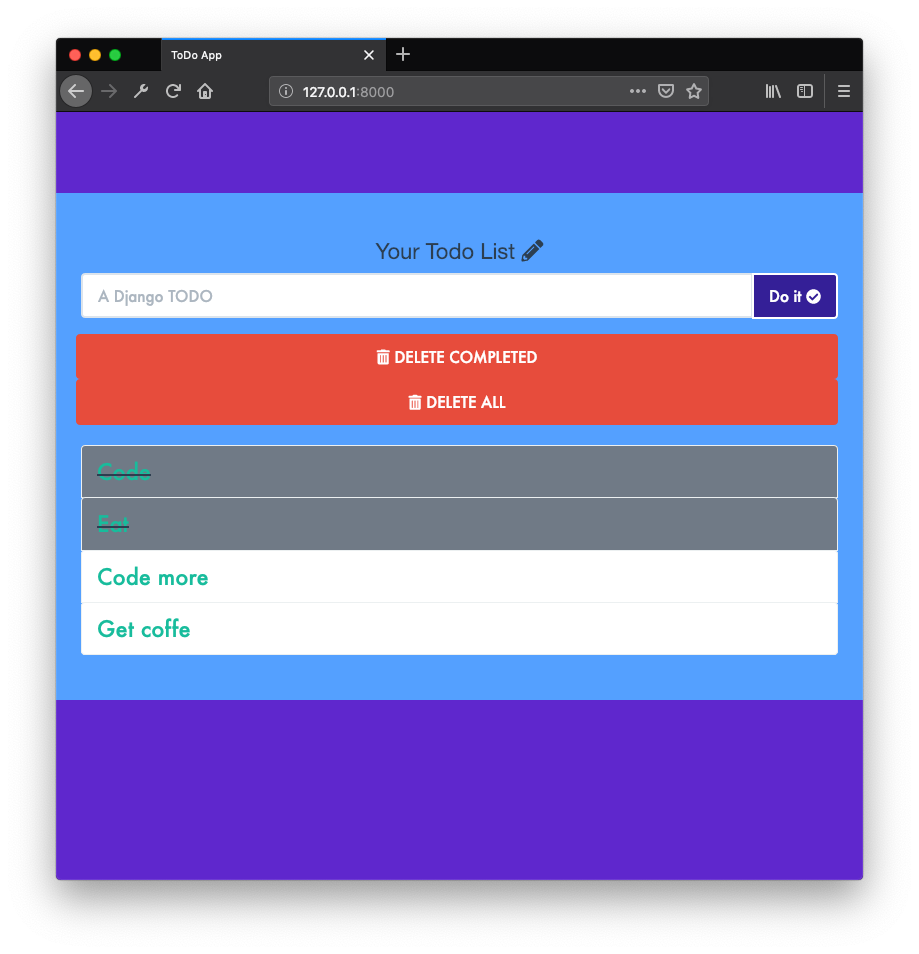 ToDo App
127.0.0.1:8000
Your Todo List
A Django TODO
Do it
DELETE COMPLETED
DELETE ALL
Code
Eat
Code more
Get coffe